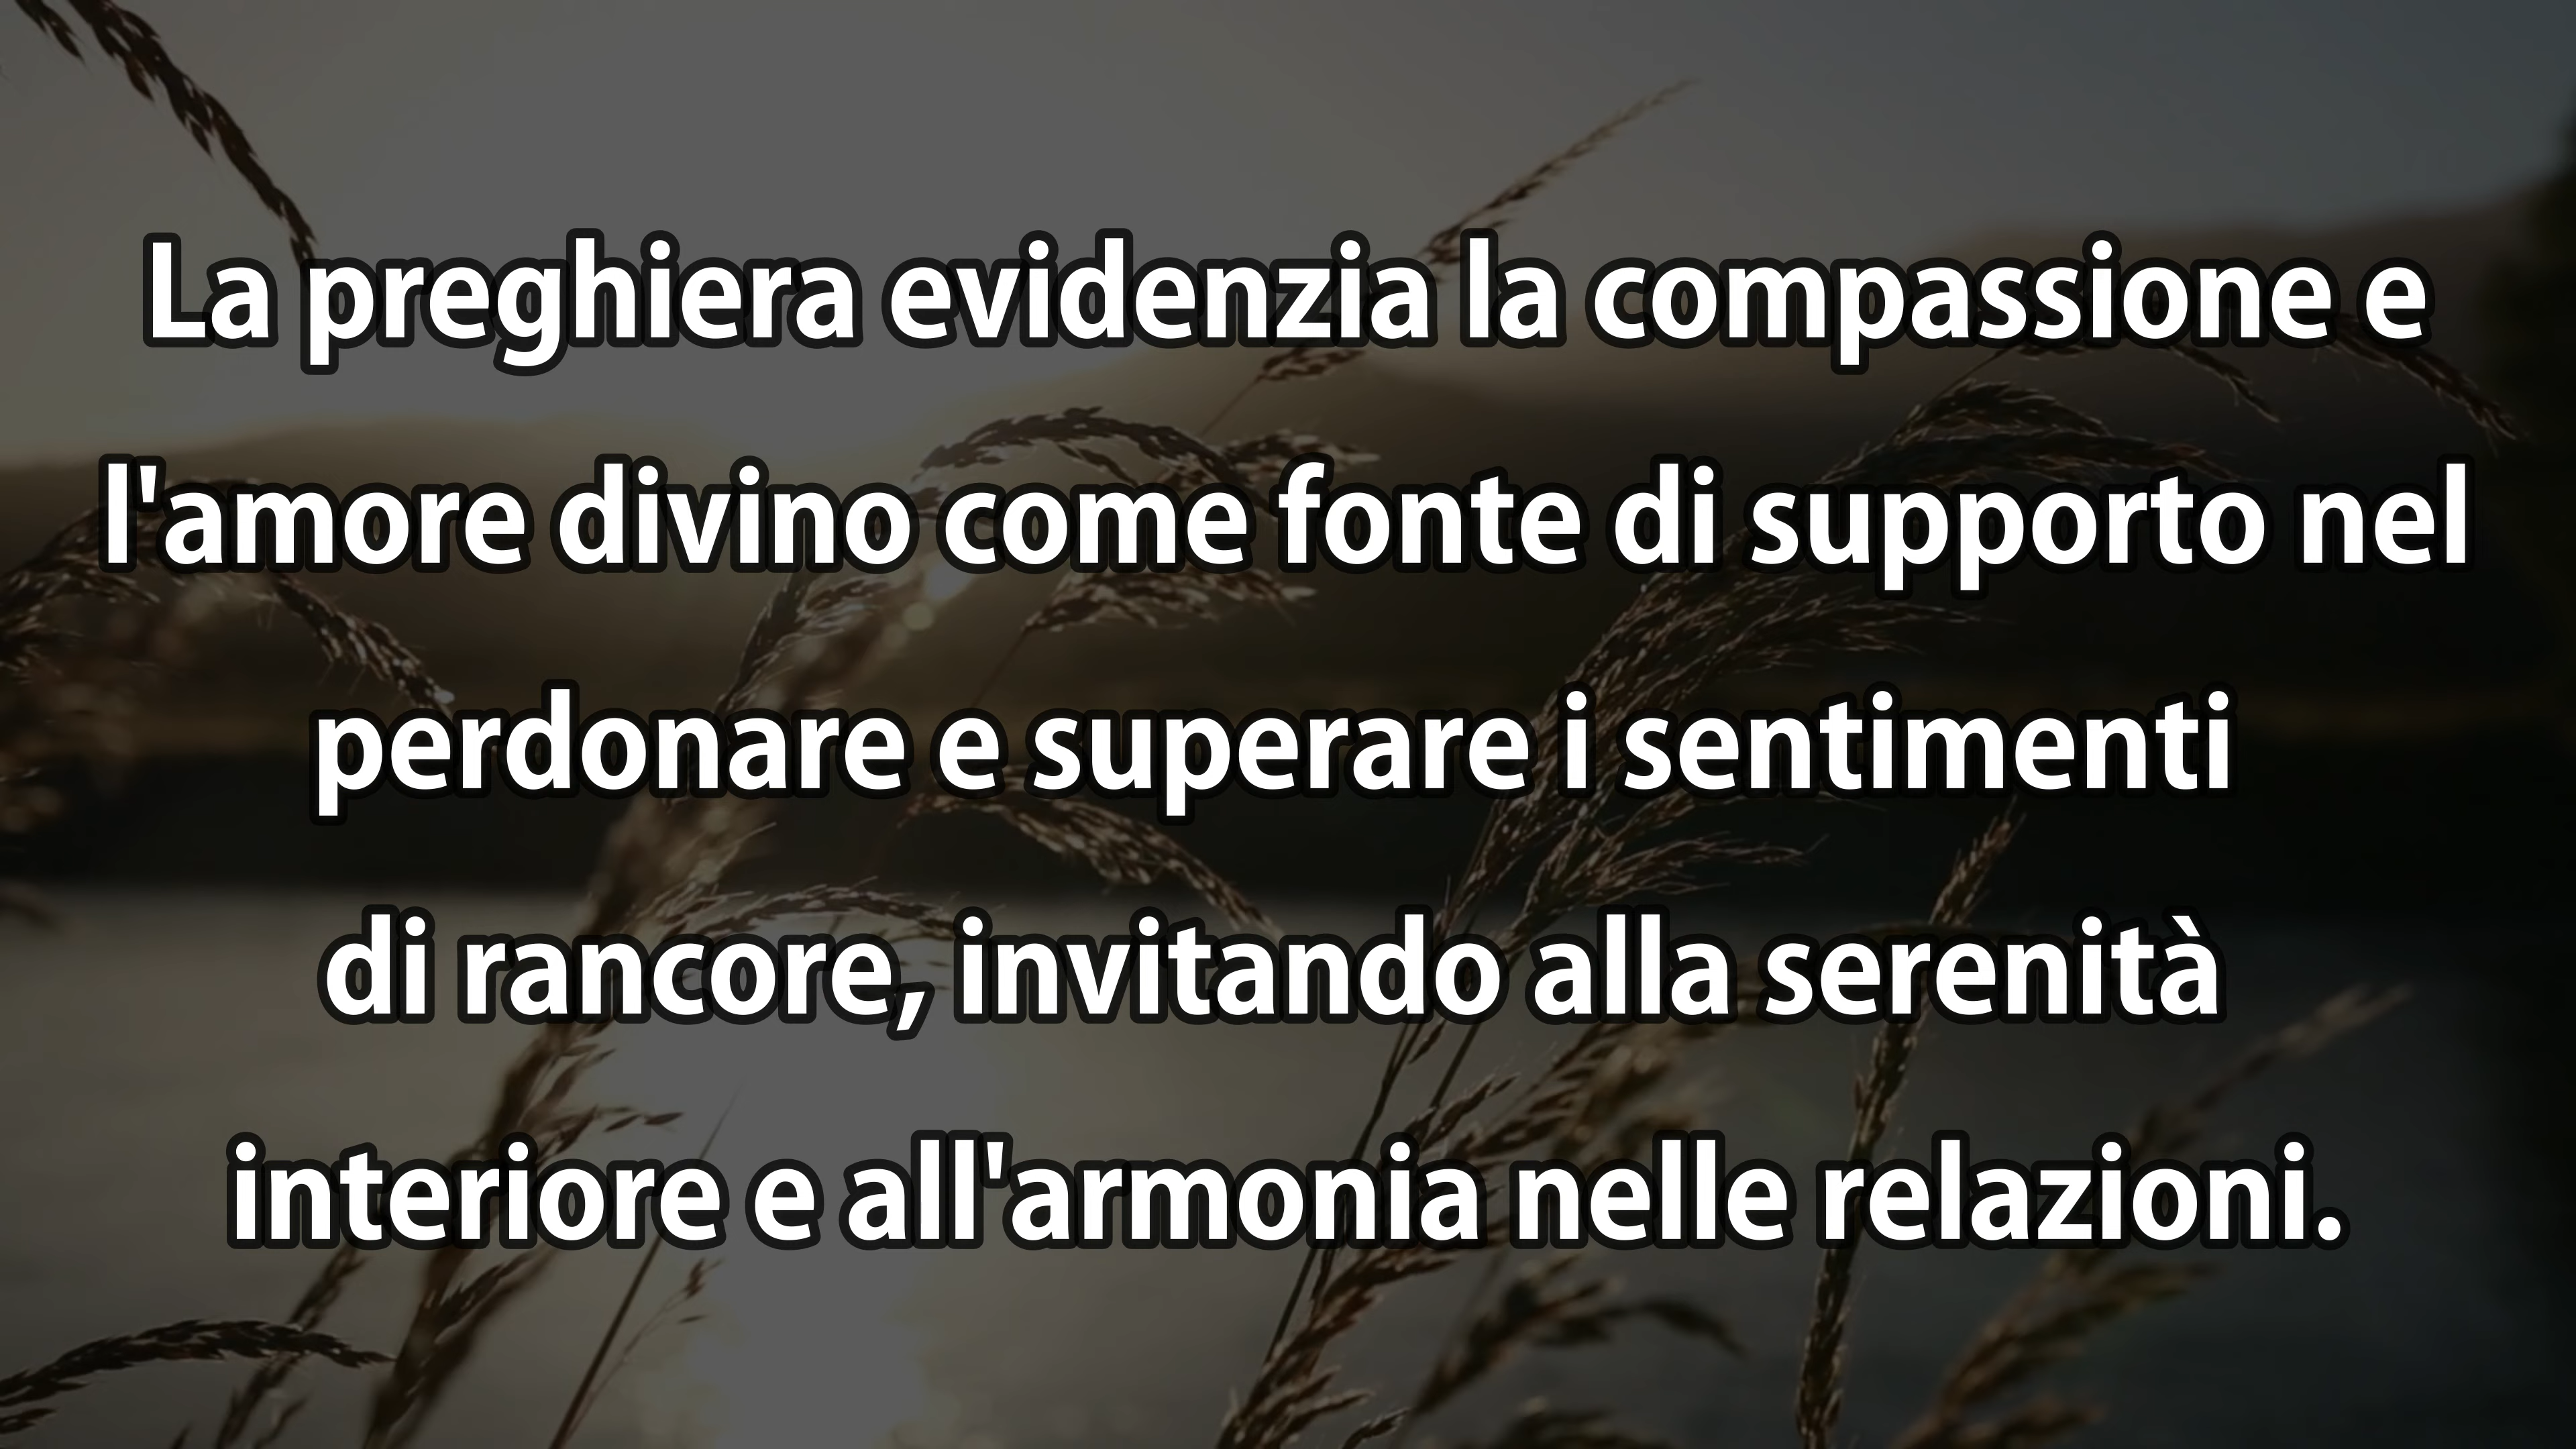 La preghiera evidenzia la compassione e
l'amore divino come fonte di supporto nel
perdonare e superare i sentimenti
di rancore, invitando alla serenità
interiore e all'armonia nelle relazioni.